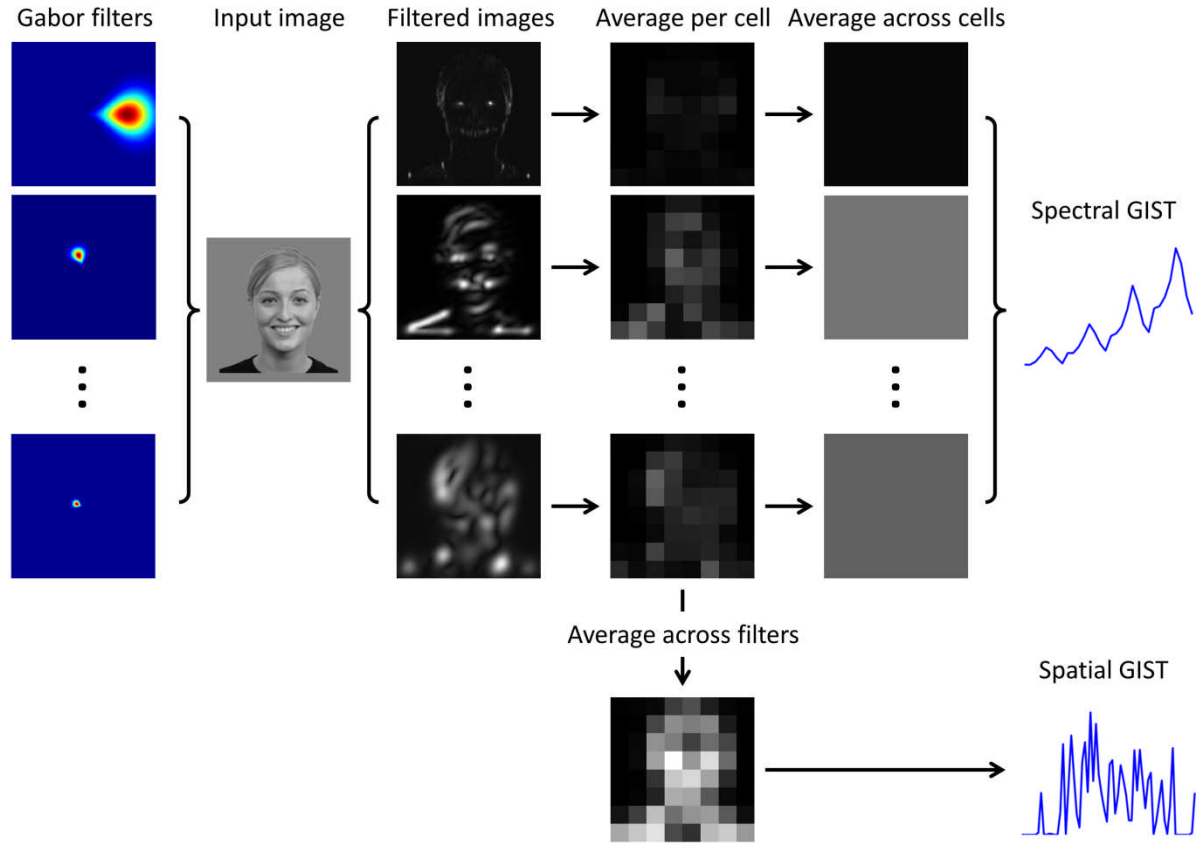 Gabor filters
Input image
Filtered images
Average per cell
Average across cells
Spectral GIST
Average across filters
Spatial GIST